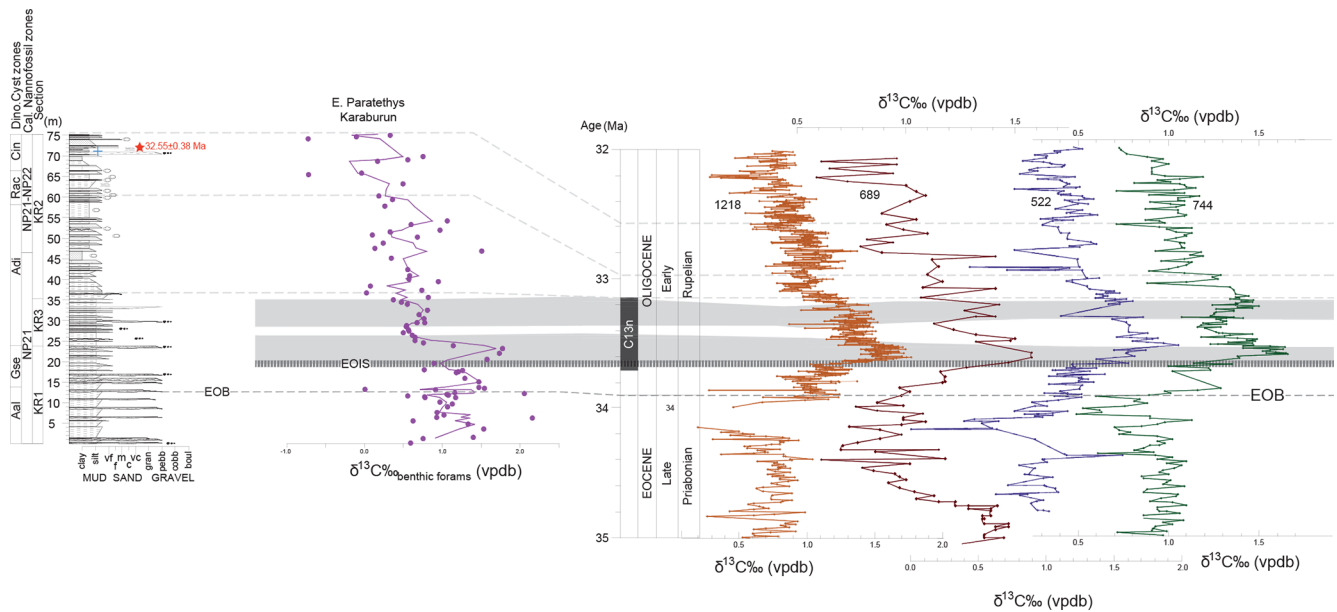 Dino.Cyst zones
Cal. Nannofossil zones
Section
(m)
75
70
65
60
55
50
45
40
35
30
25
20
15
10
5
Cin
Rac
Adi
Gse
Aal
NP21-NP22
NP21
KR2
KR3
KR1
32.55±0.38 Ma
clay
silt
vf
f
m
c
vc
gran
pebb
cobb
boul
MUD SAND GRAVEL
E. Paratethys
Karaburun
EOIS
EOB
-1.0
0.0
1.0
2.0
δ13C‰benthic forams (vpdb)
Age (Ma)
32
33
34
35
C13n
OLIGOCENE
Early
Rupelian
EOCENE
Late
Priabonian
34
δ13C‰ (vpdb)
0.5
1.0
1.5
δ13C‰ (vpdb)
0.5
1.0
1.5
1218
689
522
744
EOB
0.5
1.0
1.5
2.0
δ13C‰ (vpdb)
0.5
1.0
1.5
δ13C‰ (vpdb)
0.0
0.5
1.0
1.5
2.0
δ13C‰ (vpdb)